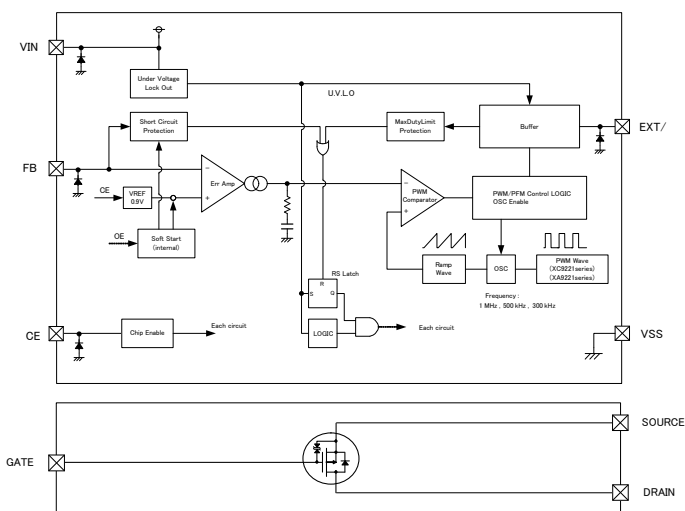 VIN
Under Voltage
Lock Out
U.V.L.O
Short Circuit
Protection
MaxDutyLimit
Protection
Buffer
EXT/
FB
CE
VREF
0.9V
Err Amp
−
+
OE
Soft Start
(internal)
−
PWM
Comparator
+
PWM/PFM Control LOGIC
OSC Enable
Ramp
Wave
OSC
PWM Wave
(XC9221series)
(XA9221series)
Frequency :
1 MHz , 500 kHz , 300 kHz
RS Latch
R
S
Q
LOGIC
Each circuit
CE
Chip Enable
Each circuit
VSS
SOURCE
GATE
DRAIN